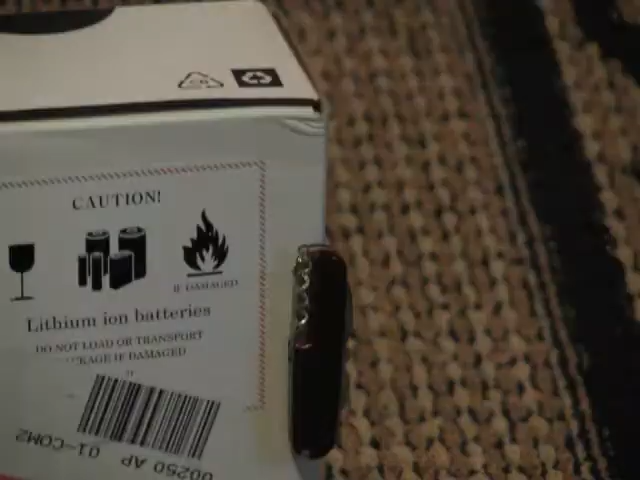 CAUTION!
IF DAMAGED
Lithium ion batteries
DO NOT LOAD OR TRANSPORT
PACKAGE IF DAMAGED
00250 AP 01-COM2